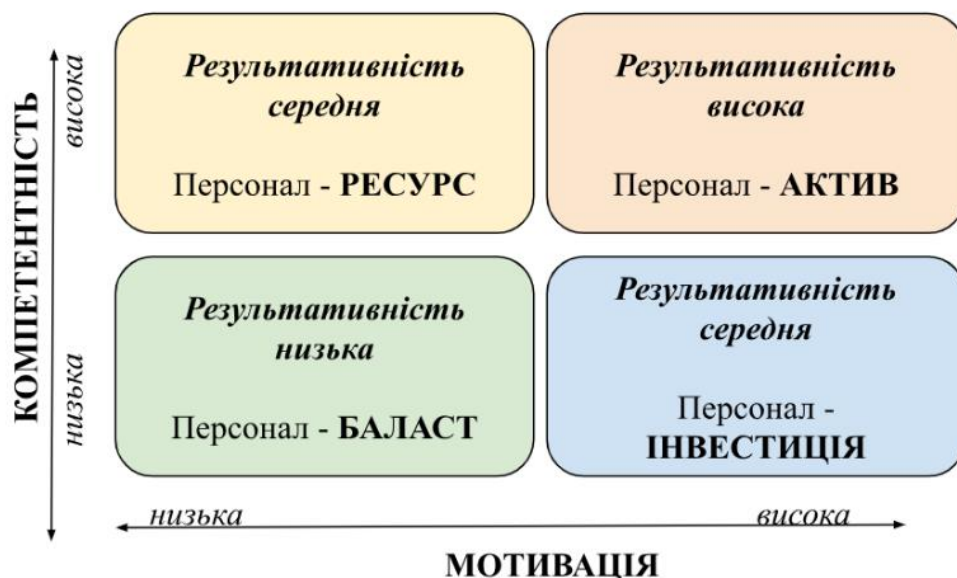 КОМПЕТЕНТНІСТЬ
висока
низька
Результативність
середня
Персонал - РЕСУРС
Результативність
висока
Персонал - АКТИВ
Результативність
низька
Персонал - БАЛАСТ
Результативність
середня
Персонал -
ІНВЕСТИЦІЯ
низька
висока
МОТИВАЦІЯ